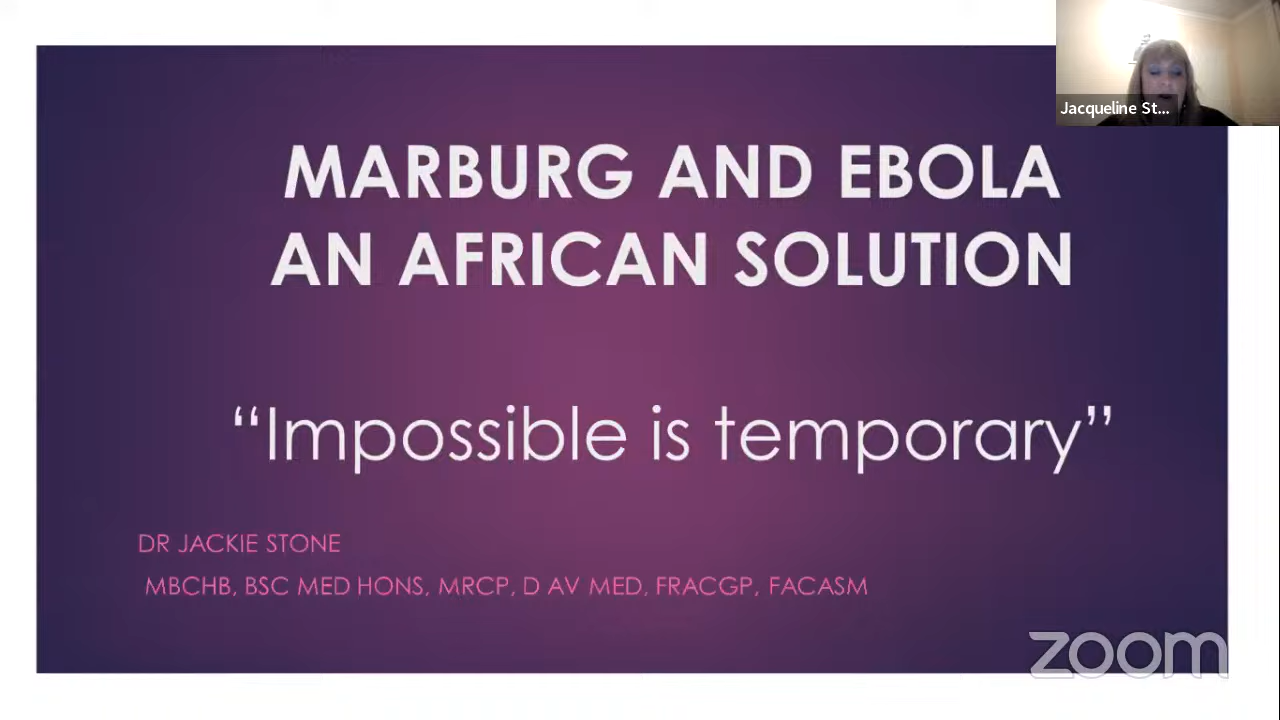 Jacqueline St...
MARBURG AND EBOLA
AN AFRICAN SOLUTION
“Impossible is temporary”
DR JACKIE STONE
MBCHB, BSC MED HONS, MRCP, D AV MED, FRACGP, FACASM
zoom